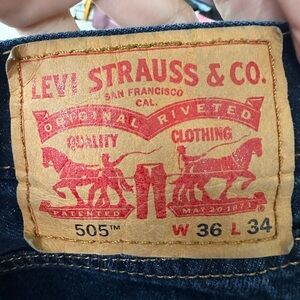 LEVI STRAUSS & CO.
SAN FRANCISCO
CAL.
ORIGINAL RIVETED
QUALITY CLOTHING
PATENTED MAY 20 1873
505™ W 36 L 34